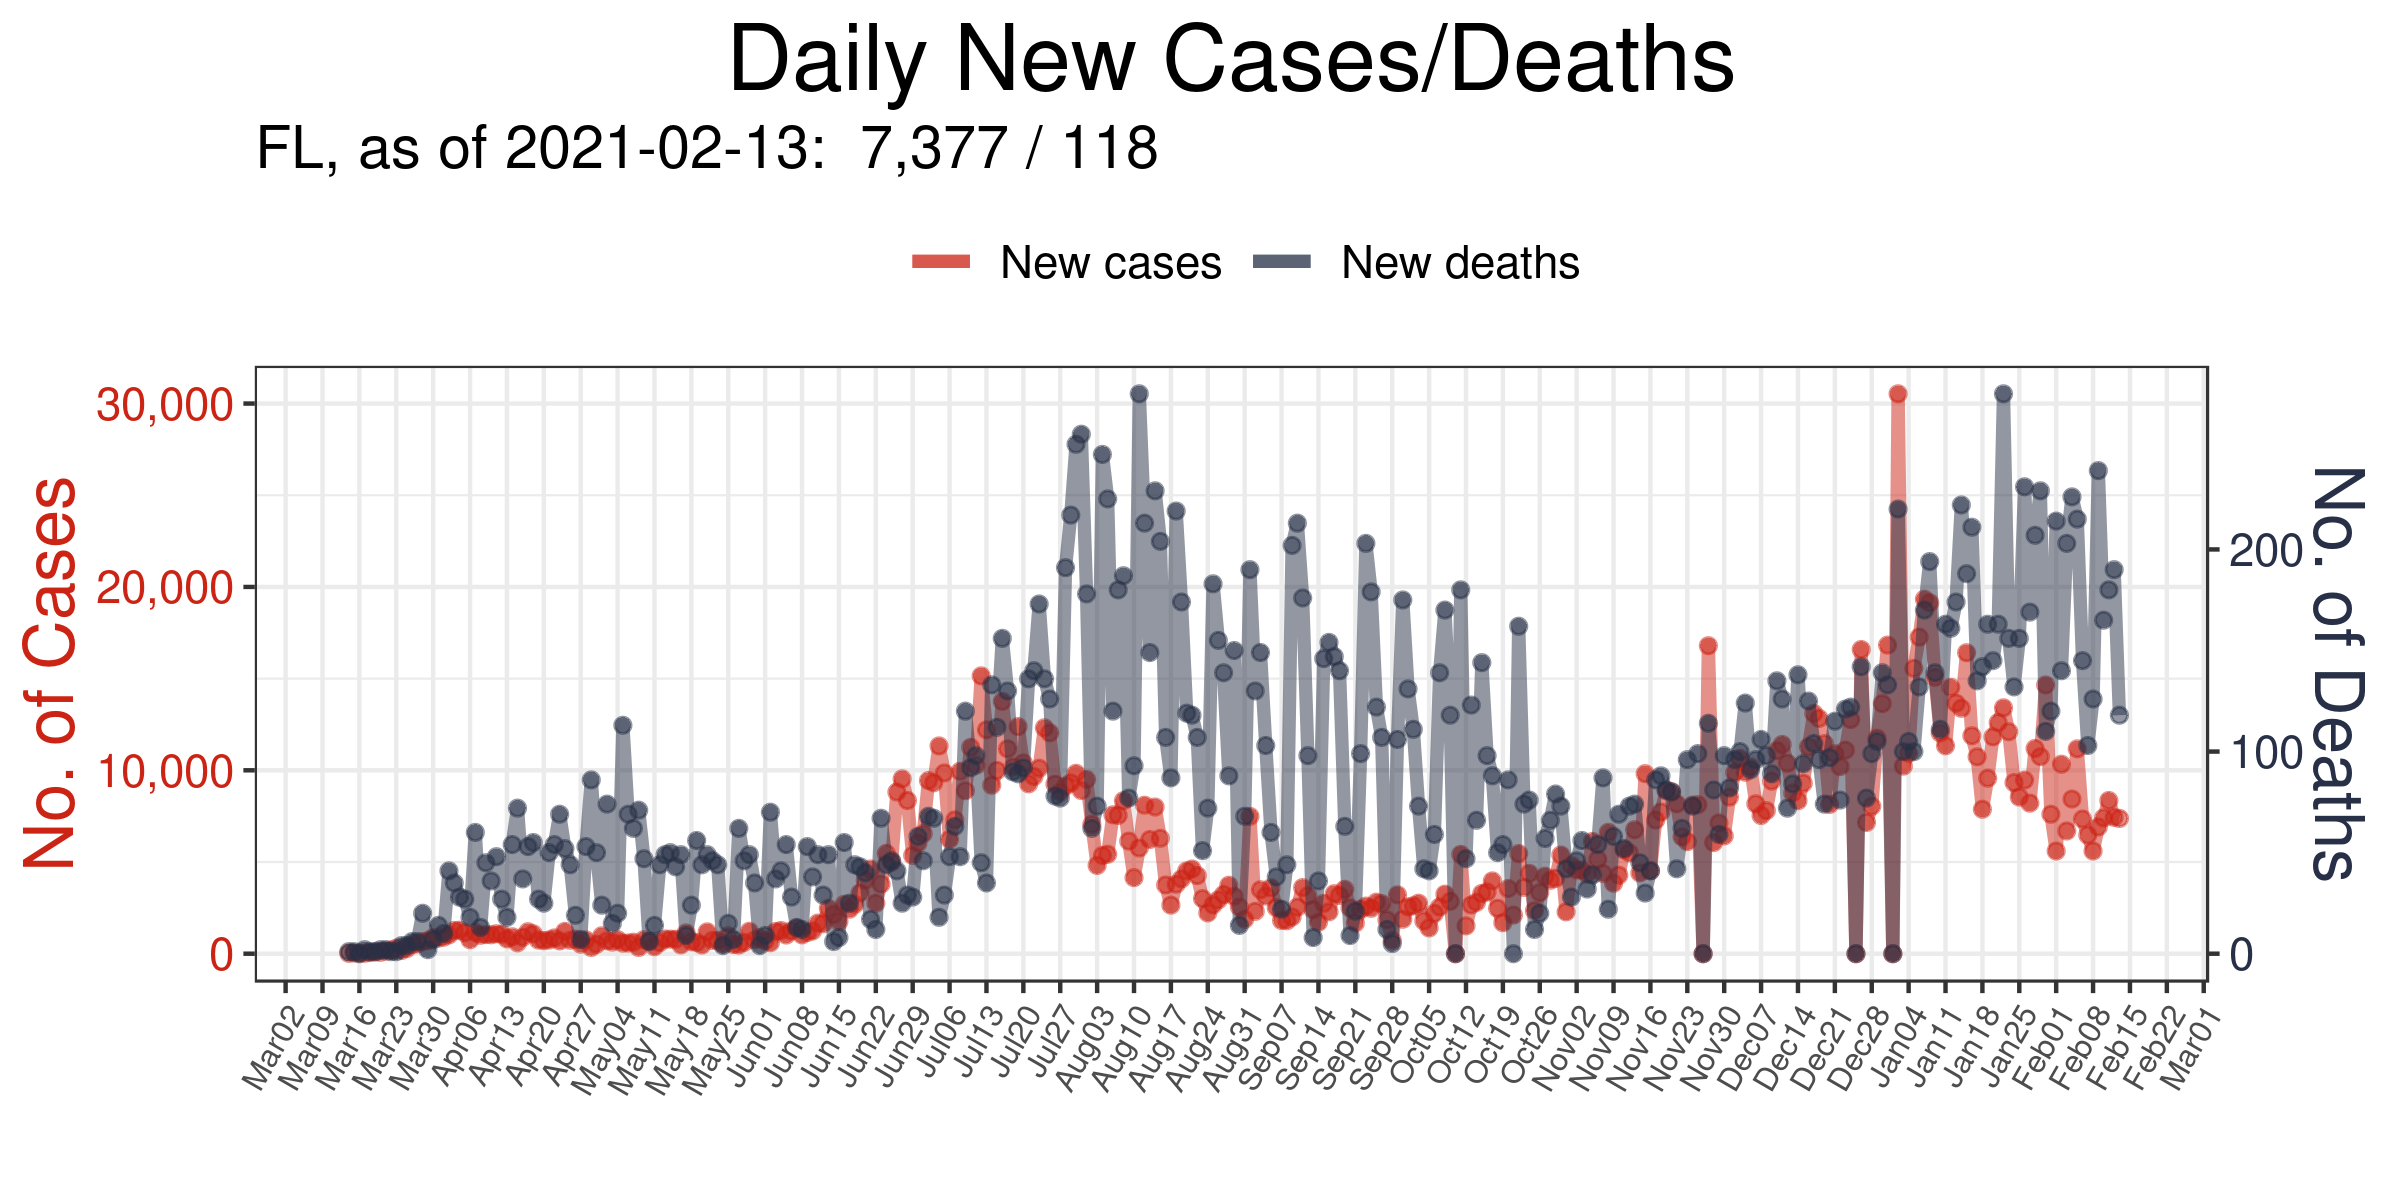 Daily New Cases/Deaths
FL, as of 2021-02-13: 7,377 / 118
New cases
New deaths
No. of Cases
30,000
20,000
10,000
0
No. of Deaths
200
100
0
Mar02
Mar09
Mar16
Mar23
Mar30
Apr06
Apr13
Apr20
Apr27
May04
May11
May18
May25
Jun01
Jun08
Jun15
Jun22
Jun29
Jul06
Jul13
Jul20
Jul27
Aug03
Aug10
Aug17
Aug24
Aug31
Sep07
Sep14
Sep21
Sep28
Oct05
Oct12
Oct19
Oct26
Nov02
Nov09
Nov16
Nov23
Nov30
Dec07
Dec14
Dec21
Dec28
Jan04
Jan11
Jan18
Jan25
Feb01
Feb08
Feb15
Feb22
Mar01